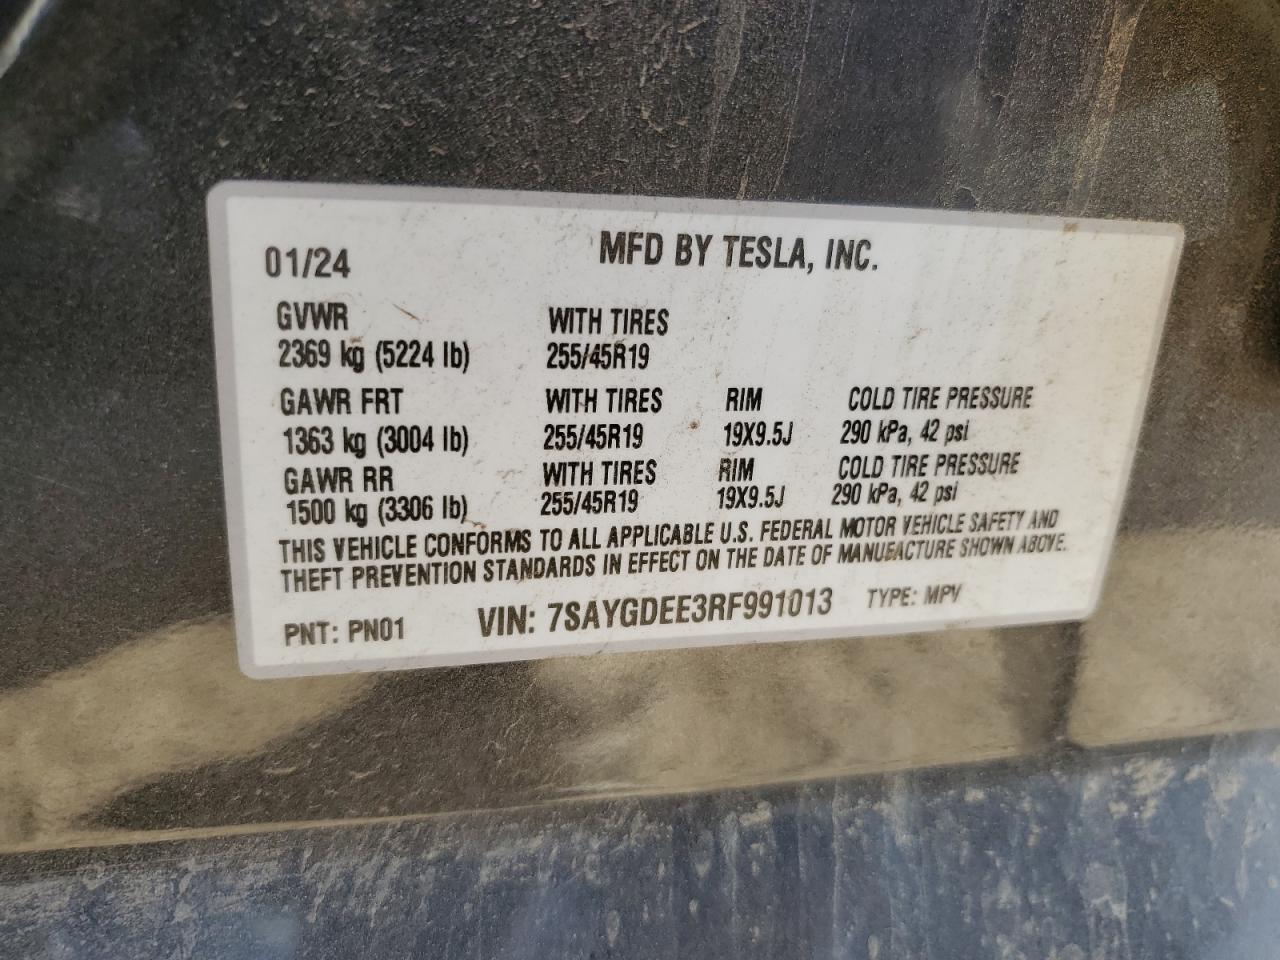 01/24 MFD BY TESLA, INC.
GVWR WITH TIRES
2369 kg (5224 lb) 255/45R19
GAWR FRT WITH TIRES RIM COLD TIRE PRESSURE
1363 kg (3004 lb) 255/45R19 19X9.5J 290 kPa, 42 psi
GAWR RR WITH TIRES RIM COLD TIRE PRESSURE
1500 kg (3306 lb) 255/45R19 19X9.5J 290 kPa, 42 psi
THIS VEHICLE CONFORMS TO ALL APPLICABLE U.S. FEDERAL MOTOR VEHICLE SAFETY AND
THEFT PREVENTION STANDARDS IN EFFECT ON THE DATE OF MANUFACTURE SHOWN ABOVE.
PNT: PN01 VIN: 7SAYGDEE3RF991013 TYPE: MPV